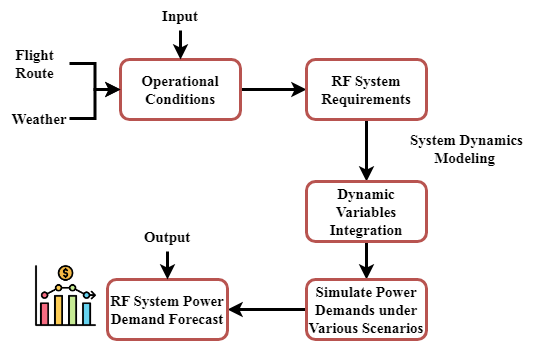 Input
Flight
Route
Weather
Operational
Conditions
RF System
Requirements
System Dynamics
Modeling
Dynamic
Variables
Integration
Simulate Power
Demands under
Various Scenarios
Output
RF System Power
Demand Forecast
$